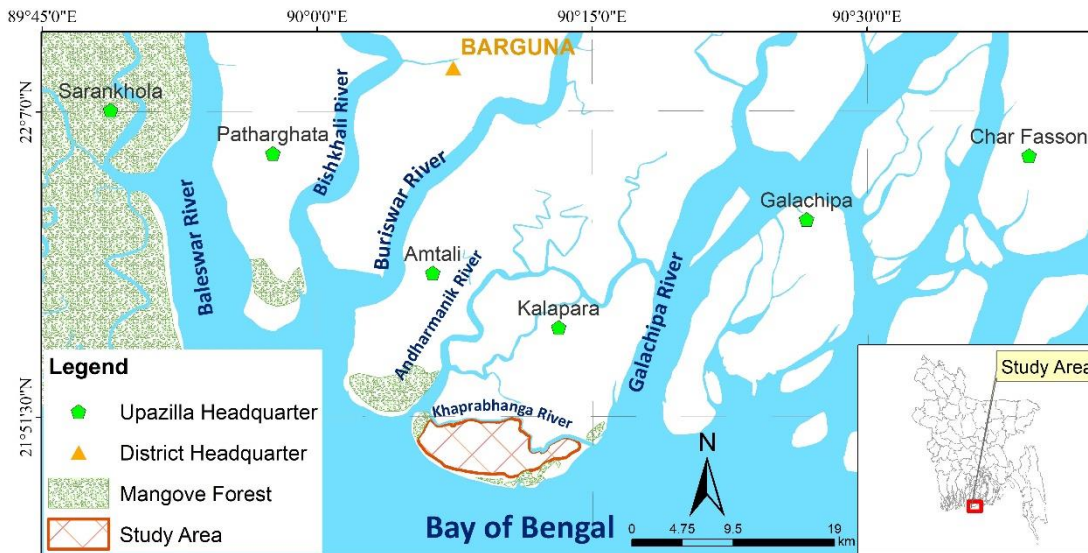 89°45'0"E 90°0'0"E 90°15'0"E 90°30'0"E
BARGUNA
Sarankhola
22°7'0"N
Patharghata
Bishkhali River
Char Fasson
Buriswar River
Galachipa
Baleswar River
Amtali
Andharmanik River
Kalapara
Galachipa River
Legend
Upazilla Headquarter
District Headquarter
Mangove Forest
Study Area
21°51'30"N
Khaprabhanga River
Study Area
N
Bay of Bengal
0 4.75 9.5 19
km